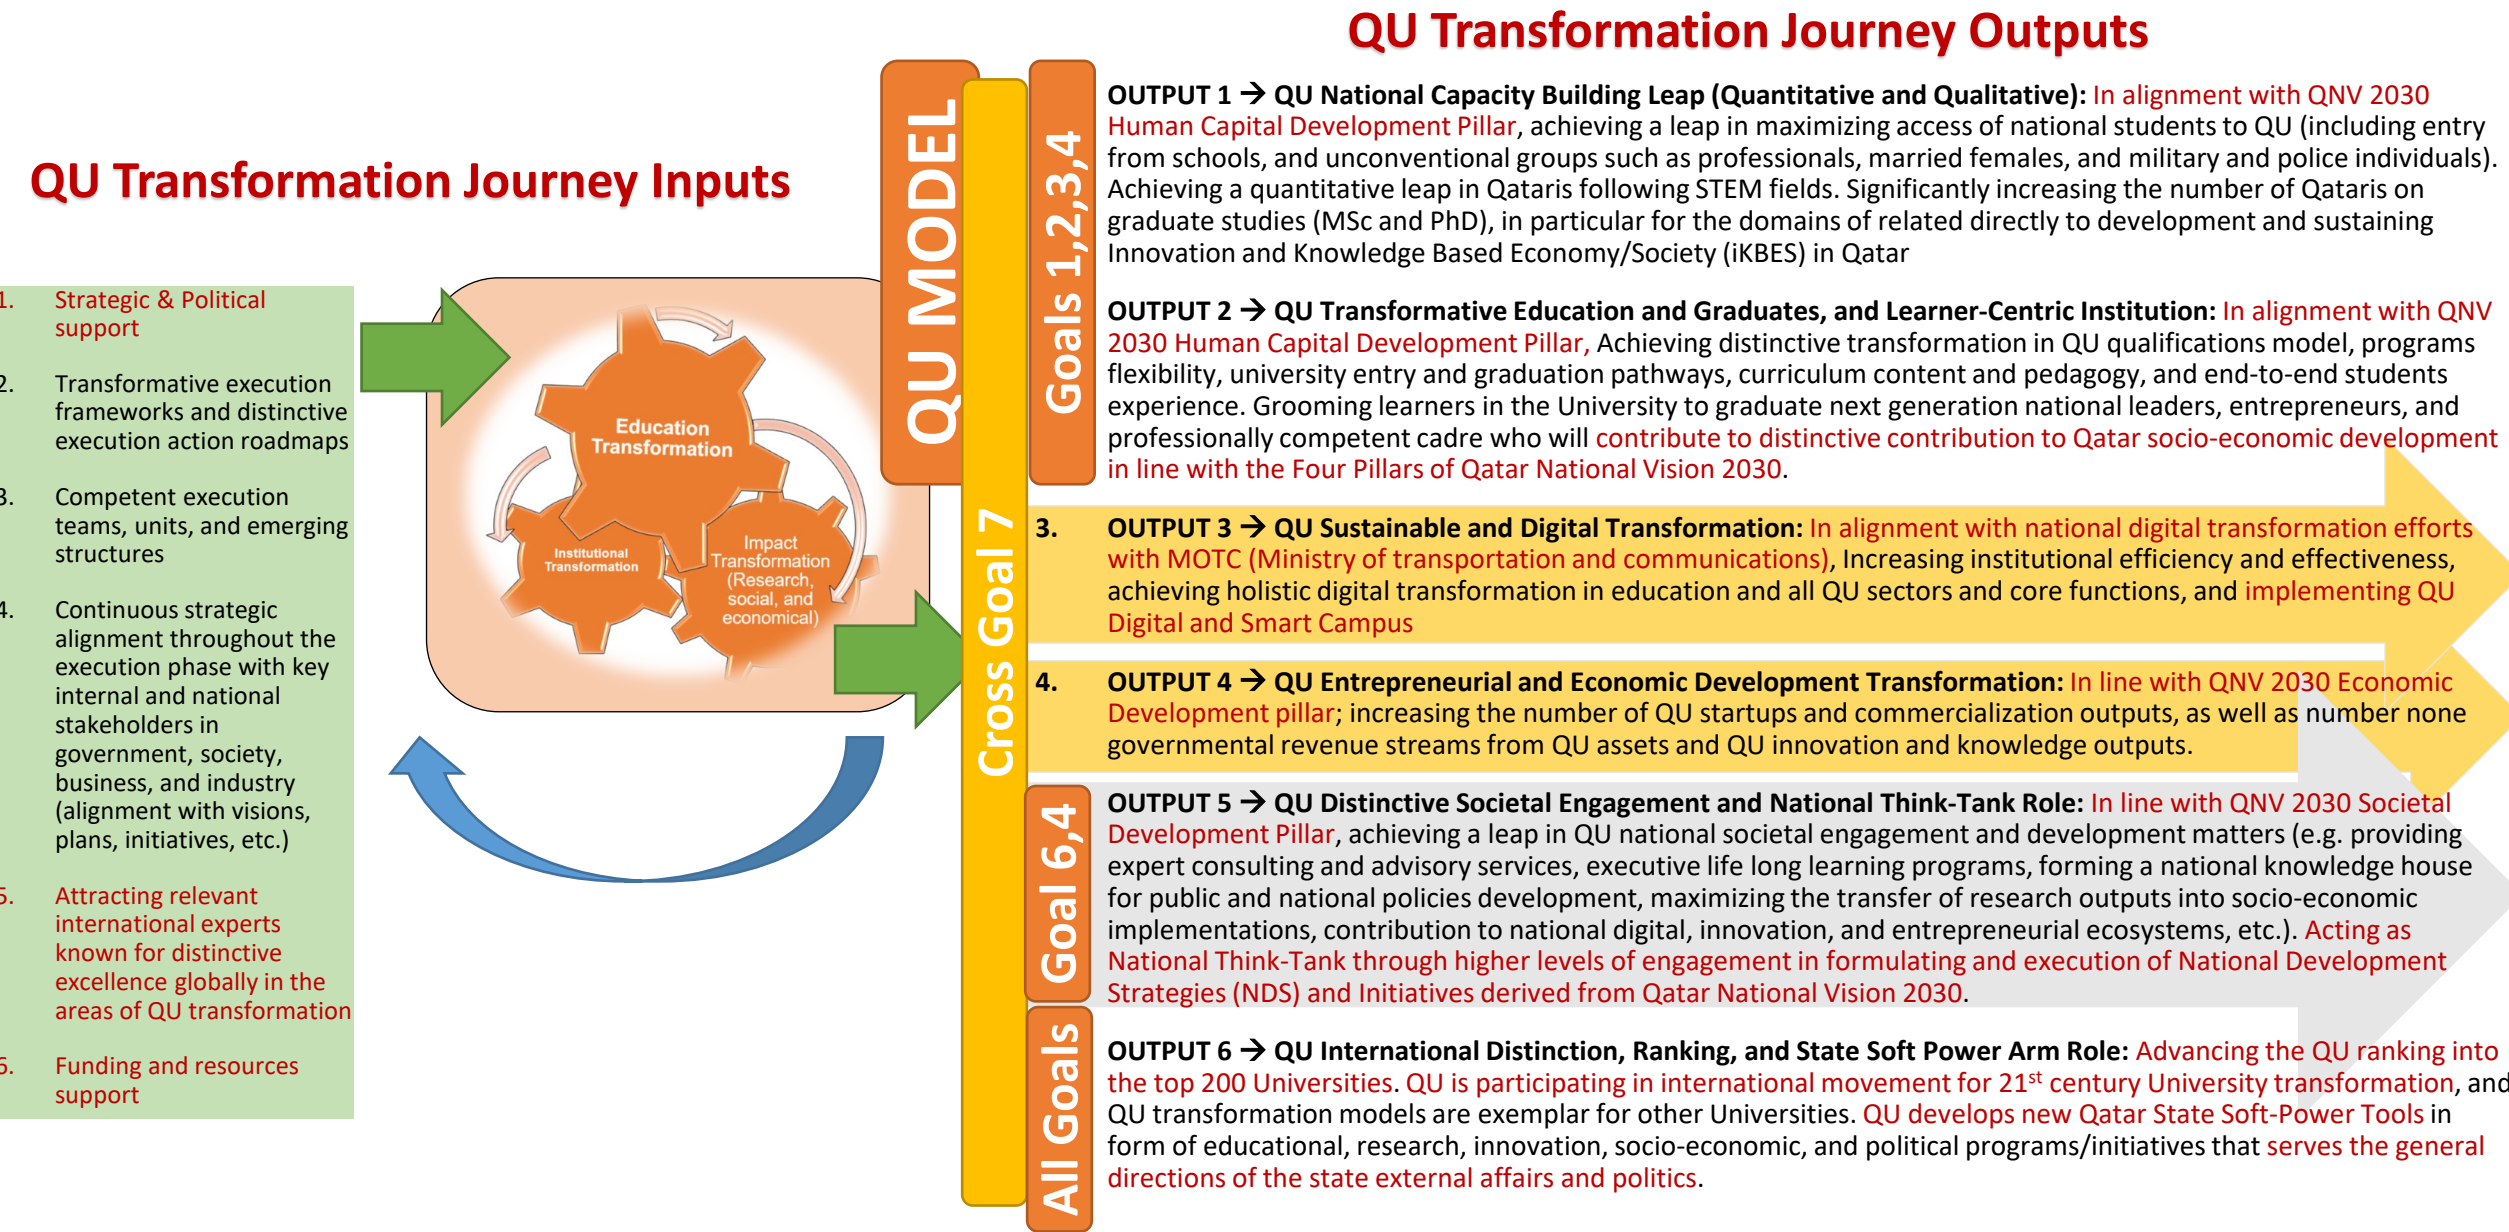 QU Transformation Journey Outputs
QU Transformation Journey Inputs
1. Strategic & Political
support
2. Transformative execution
frameworks and distinctive
execution action roadmaps
3. Competent execution
teams, units, and emerging
structures
4. Continuous strategic
alignment throughout the
execution phase with key
internal and national
stakeholders in
government, society,
business, and industry
(alignment with visions,
plans, initiatives, etc.)
5. Attracting relevant
international experts
known for distinctive
excellence globally in the
areas of QU transformation
6. Funding and resources
support
Education
Transformation
Institutional
Transformation
Impact
Transformation
(Research,
social, and
economical)
QU MODEL
Cross Goal 7
Goals 1,2,3,4
OUTPUT 1 → QU National Capacity Building Leap (Quantitative and Qualitative): In alignment with QNV 2030
Human Capital Development Pillar, achieving a leap in maximizing access of national students to QU (including entry
from schools, and unconventional groups such as professionals, married females, and military and police individuals).
Achieving a quantitative leap in Qataris following STEM fields. Significantly increasing the number of Qataris on
graduate studies (MSc and PhD), in particular for the domains of related directly to development and sustaining
Innovation and Knowledge Based Economy/Society (iKBES) in Qatar
OUTPUT 2 → QU Transformative Education and Graduates, and Learner-Centric Institution: In alignment with QNV
2030 Human Capital Development Pillar, Achieving distinctive transformation in QU qualifications model, programs
flexibility, university entry and graduation pathways, curriculum content and pedagogy, and end-to-end students
experience. Grooming learners in the University to graduate next generation national leaders, entrepreneurs, and
professionally competent cadre who will contribute to distinctive contribution to Qatar socio-economic development
in line with the Four Pillars of Qatar National Vision 2030.
3. OUTPUT 3 → QU Sustainable and Digital Transformation: In alignment with national digital transformation efforts
with MOTC (Ministry of transportation and communications), Increasing institutional efficiency and effectiveness,
achieving holistic digital transformation in education and all QU sectors and core functions, and implementing QU
Digital and Smart Campus
4. OUTPUT 4 → QU Entrepreneurial and Economic Development Transformation: In line with QNV 2030 Economic
Development pillar; increasing the number of QU startups and commercialization outputs, as well as number none
governmental revenue streams from QU assets and QU innovation and knowledge outputs.
Goal 6,4
OUTPUT 5 → QU Distinctive Societal Engagement and National Think-Tank Role: In line with QNV 2030 Societal
Development Pillar, achieving a leap in QU national societal engagement and development matters (e.g. providing
expert consulting and advisory services, executive life long learning programs, forming a national knowledge house
for public and national policies development, maximizing the transfer of research outputs into socio-economic
implementations, contribution to national digital, innovation, and entrepreneurial ecosystems, etc.). Acting as
National Think-Tank through higher levels of engagement in formulating and execution of National Development
Strategies (NDS) and Initiatives derived from Qatar National Vision 2030.
All Goals
OUTPUT 6 → QU International Distinction, Ranking, and State Soft Power Arm Role: Advancing the QU ranking into
the top 200 Universities. QU is participating in international movement for 21st century University transformation, and
QU transformation models are exemplar for other Universities. QU develops new Qatar State Soft-Power Tools in
form of educational, research, innovation, socio-economic, and political programs/initiatives that serves the general
directions of the state external affairs and politics.